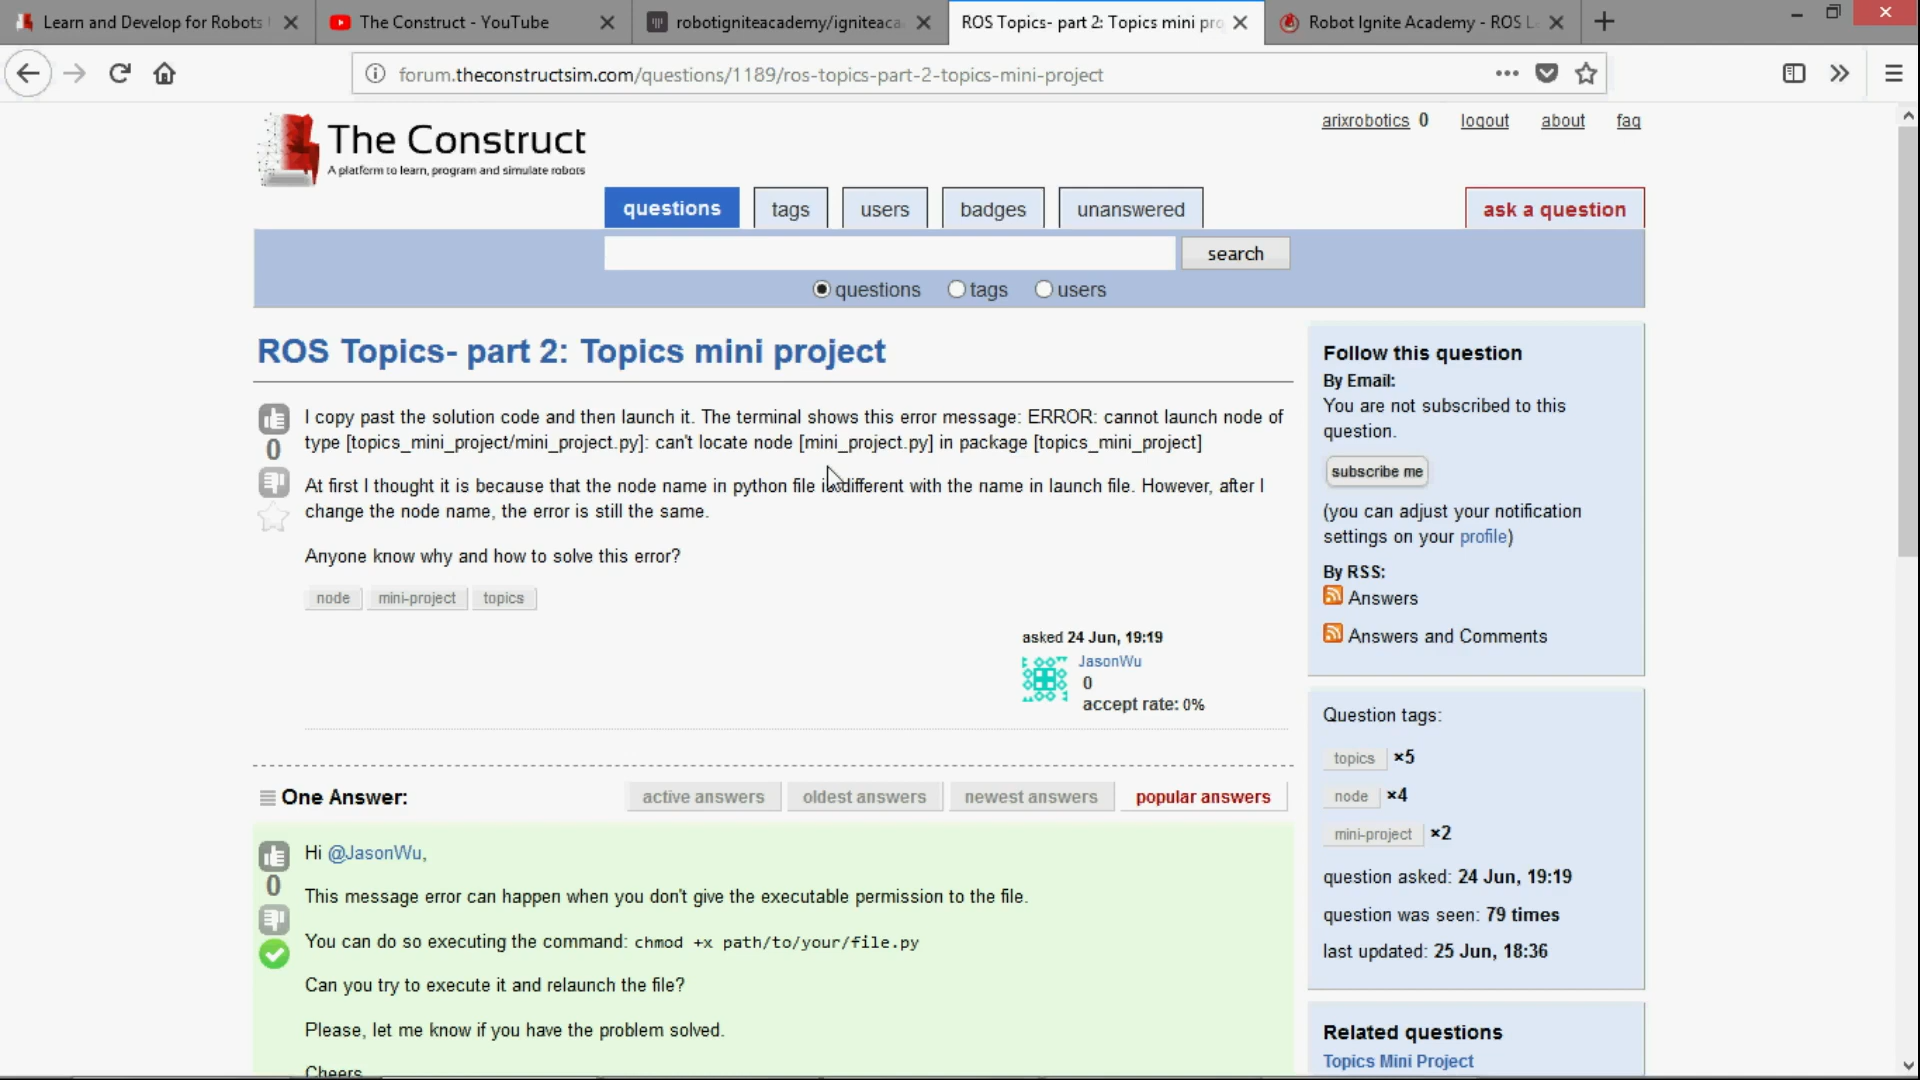 Learn and Develop for Robots
The Construct - YouTube
robotigniteacademy/igniteaca
ROS Topics- part 2: Topics mini pro
Robot Ignite Academy - ROS L
forum.theconstructsim.com/questions/1189/ros-topics-part-2-topics-mini-project
arixrobotics 0 logout about faq
The Construct
A platform to learn, program and simulate robots
questions tags users badges unanswered ask a question
search
questions tags users
ROS Topics- part 2: Topics mini project
I copy past the solution code and then launch it. The terminal shows this error message: ERROR: cannot launch node of
type [topics_mini_project/mini_project.py]: can't locate node [mini_project.py] in package [topics_mini_project]
0
At first I thought it is because that the node name in python file is different with the name in launch file. However, after I
change the node name, the error is still the same.
Anyone know why and how to solve this error?
node mini-project topics
asked 24 Jun, 19:19
JasonWu
0
accept rate: 0%
One Answer:
active answers oldest answers newest answers popular answers
Hi @JasonWu,
0
This message error can happen when you don't give the executable permission to the file.
You can do so executing the command: chmod +x path/to/your/file.py
Can you try to execute it and relaunch the file?
Please, let me know if you have the problem solved.
Cheers
Follow this question
By Email:
You are not subscribed to this
question.
subscribe me
(you can adjust your notification
settings on your profile)
By RSS:
Answers
Answers and Comments
Question tags:
topics ×5
node ×4
mini-project ×2
question asked: 24 Jun, 19:19
question was seen: 79 times
last updated: 25 Jun, 18:36
Related questions
Topics Mini Project